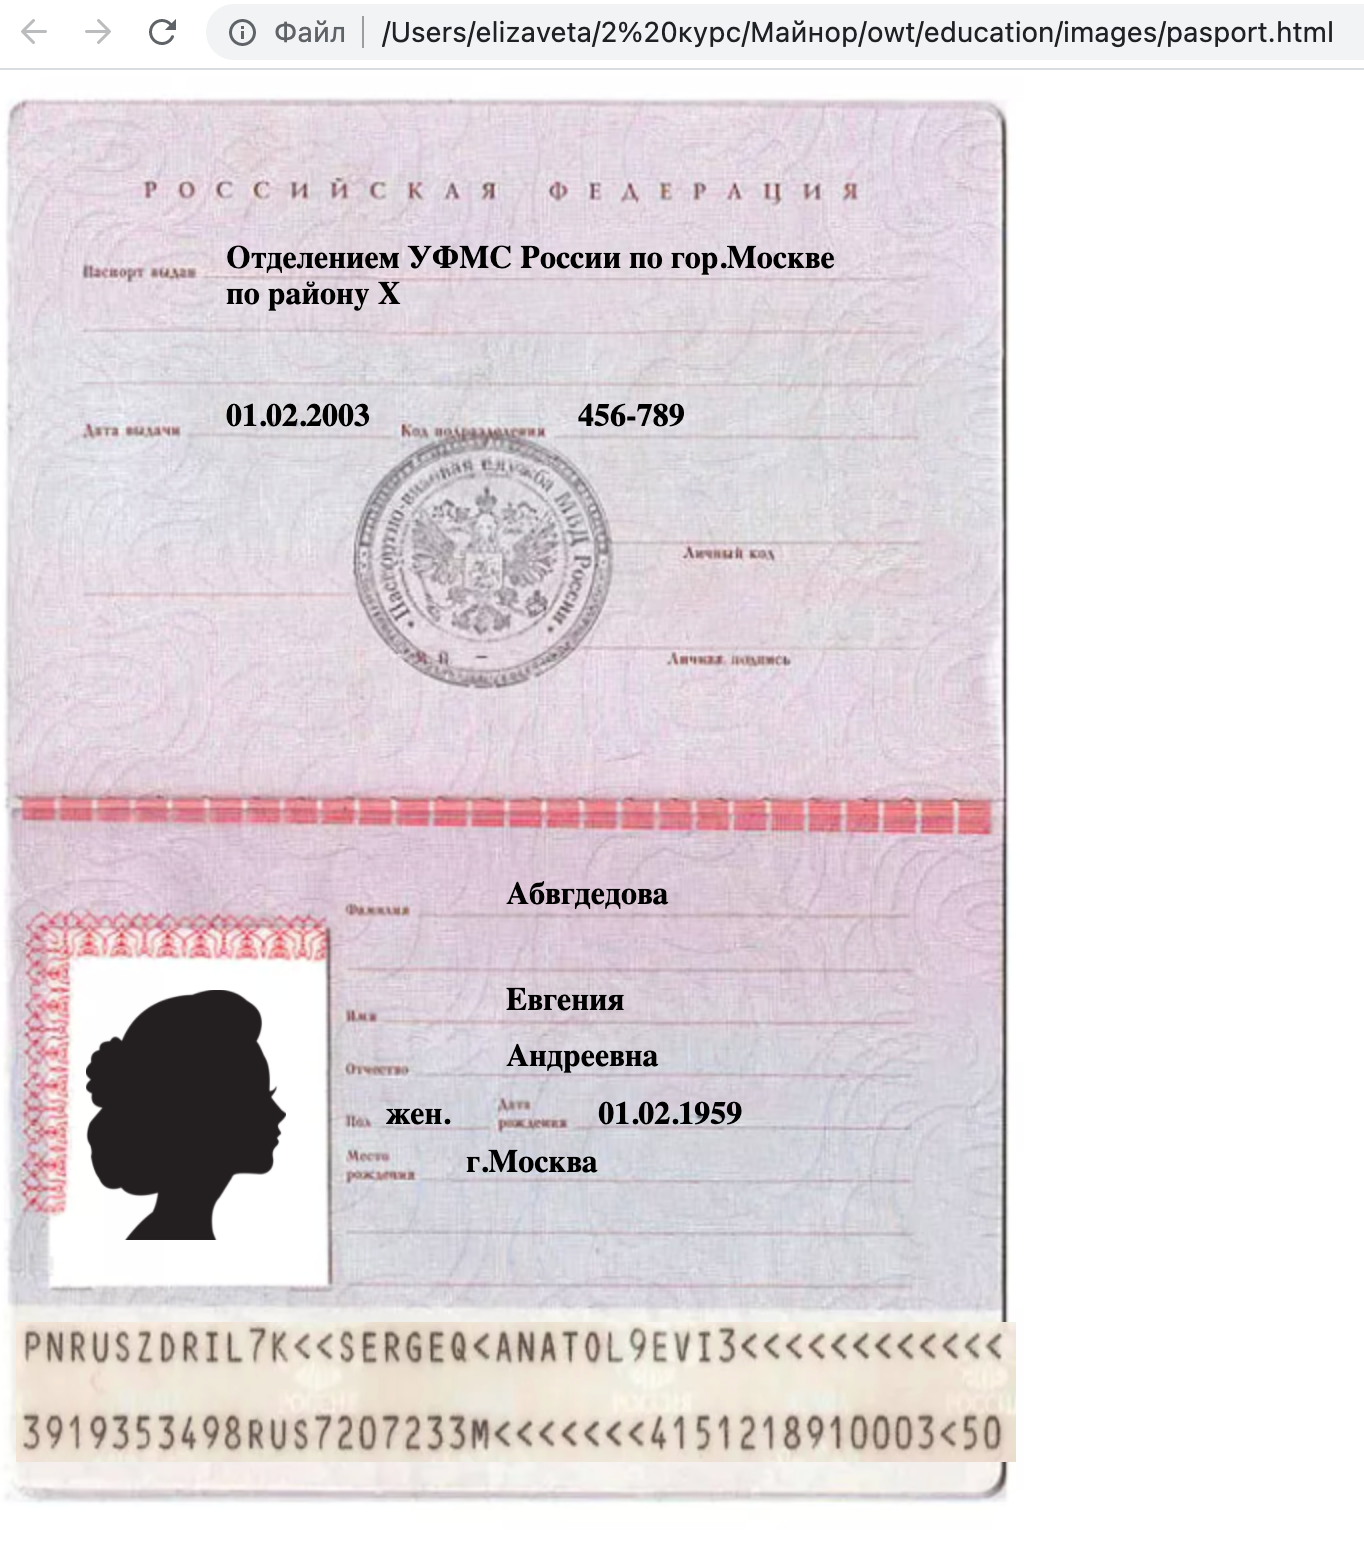 Файл
/Users/elizaveta/2%20курс/Майнор/owt/education/images/pasport.html
РОССИЙСКАЯ ФЕДЕРАЦИЯ
Паспорт выдан Отделением УФМС России по гор.Москве
по району X
Дата выдачи 01.02.2003 Код подразделения 456-789
Паспортно-визовая служба МВД России
Личный код
Личная подпись
Фамилия Абвгдедова
Имя Евгения
Отчество Андреевна
Пол жен. Дата рождения 01.02.1959
Место рождения г.Москва
PNRUSZDRIL7K<<SERGEQ<ANATOL9EVI3<<<<<<<<<<<<
3919353498RUS7207233M<<<<<<<4151218910003<50